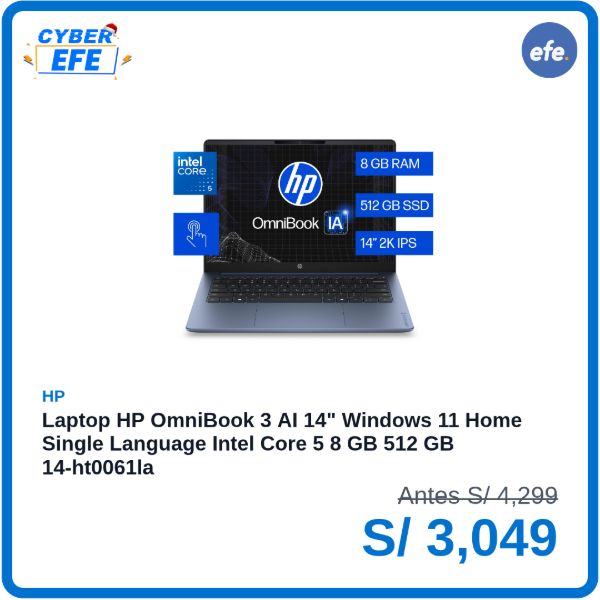 CYBER
EFE
efe.
intel
CORE
5
8 GB RAM
hp
512 GB SSD
OmniBook IA
14” 2K IPS
HP
Laptop HP OmniBook 3 AI 14" Windows 11 Home
Single Language Intel Core 5 8 GB 512 GB
14-ht0061la
Antes S/ 4,299
S/ 3,049